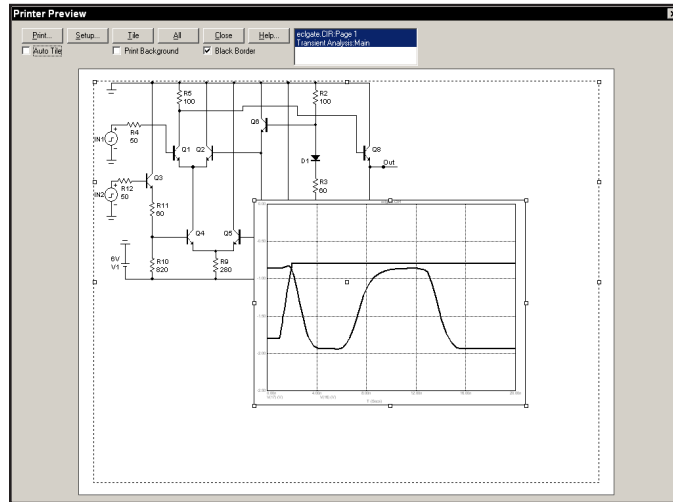 Printer Preview
Print... Setup... Tile All Close Help...
eclgate.CIR:Page 1
Transient Analysis:Main
Auto Tile Print Background Black Border
R5
100
R2
100
Q6
Q8
IN1
R4
50
Q1 Q2
D1
Out
IN2
R12
50
Q3
R3
60
R11
60
Q4 Q5
6V
V1
R10
820
R9
280